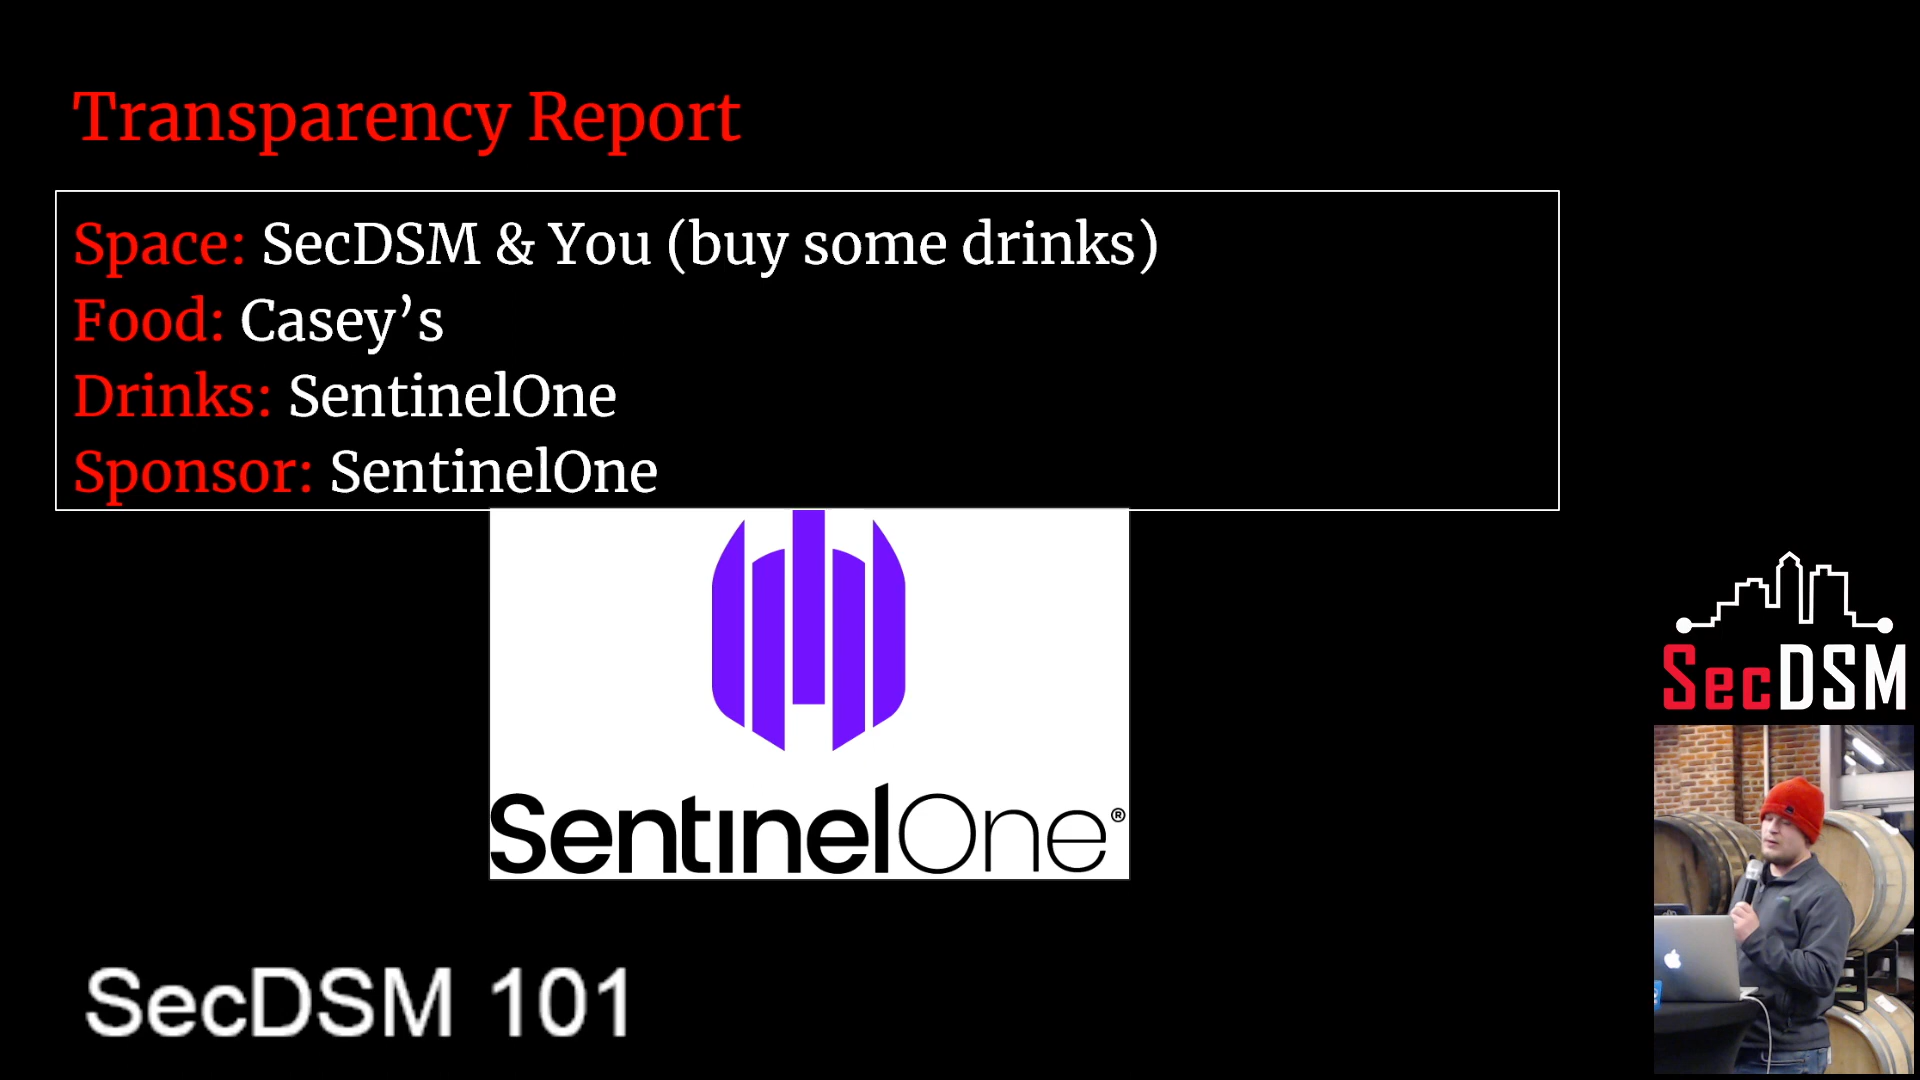 Transparency Report
Space: SecDSM & You (buy some drinks)
Food: Casey’s
Drinks: SentinelOne
Sponsor: SentinelOne
SentinelOne®
SecDSM
SecDSM 101